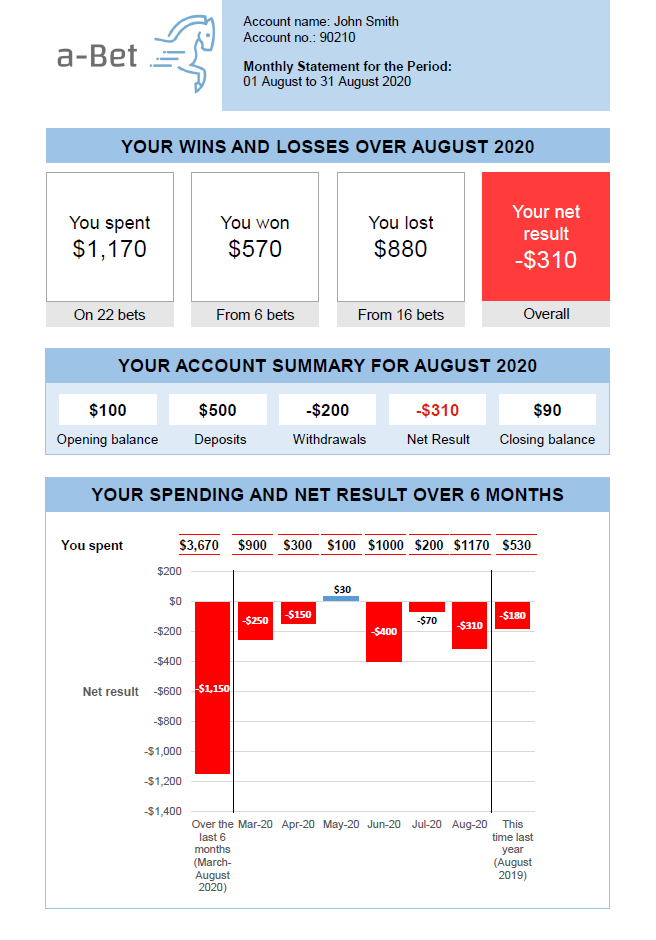 a-Bet
Account name: John Smith
Account no.: 90210
Monthly Statement for the Period:
01 August to 31 August 2020
YOUR WINS AND LOSSES OVER AUGUST 2020
You spent
$1,170
On 22 bets
You won
$570
From 6 bets
You lost
$880
From 16 bets
Your net
result
-$310
Overall
YOUR ACCOUNT SUMMARY FOR AUGUST 2020
$100 $500 -$200 -$310 $90
Opening balance Deposits Withdrawals Net Result Closing balance
YOUR SPENDING AND NET RESULT OVER 6 MONTHS
You spent $3,670 $900 $300 $100 $1000 $200 $1170 $530
Net result
$200
$0
-$200
-$400
-$600
-$800
-$1,000
-$1,200
-$1,400
-$1,150
-$250
-$150
$30
-$400
-$70
-$310
-$180
Over the
last 6
months
(March-
August
2020)
Mar-20
Apr-20
May-20
Jun-20
Jul-20
Aug-20
This
time last
year
(August
2019)